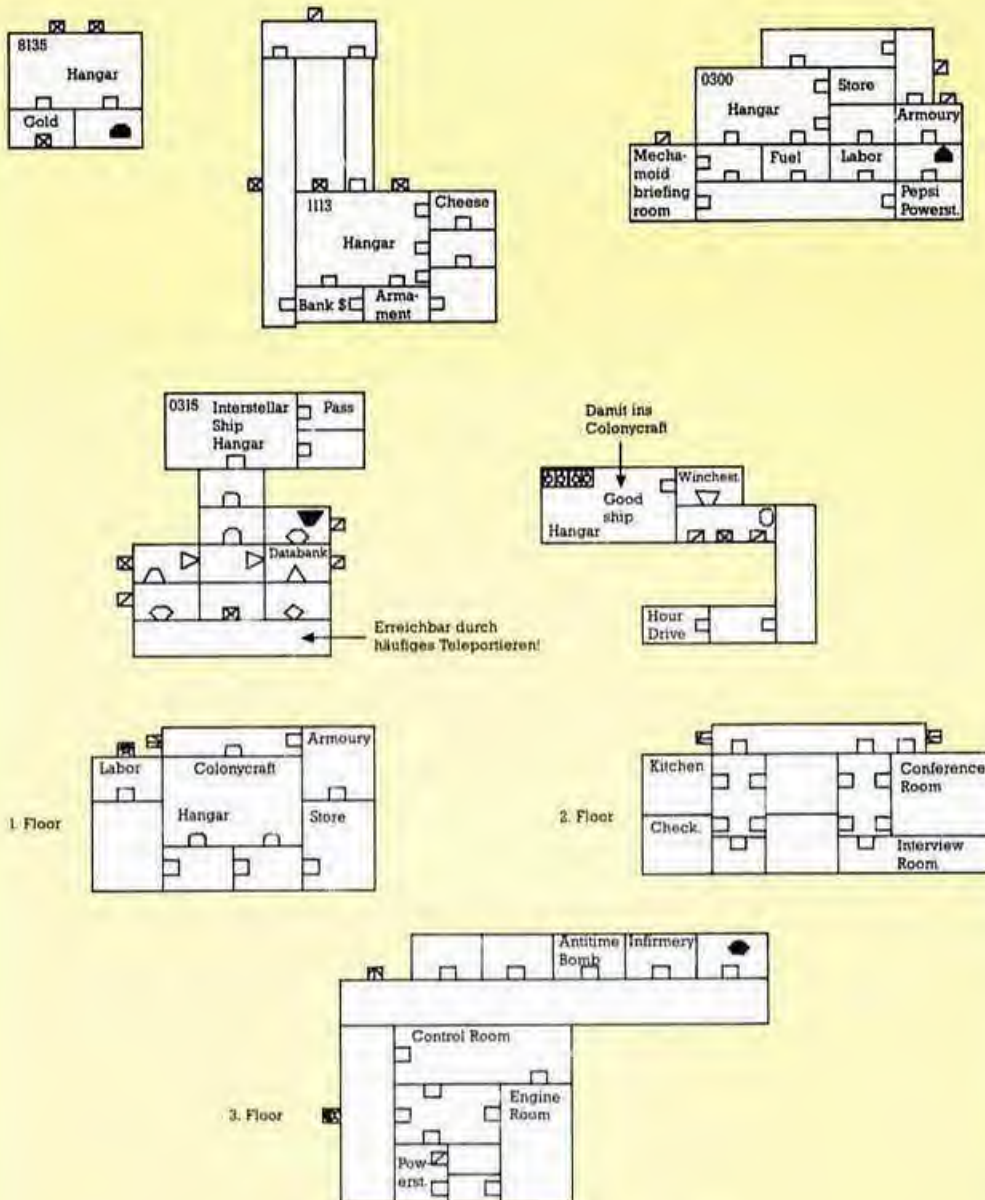 8135
Hangar
Gold
1113
Hangar
Cheese
Bank $
Arma-
ment
0300
Hangar
Store
Armoury
Mecha-
moid
briefing
room
Fuel
Labor
Pepsi
Powerst.
0315 Interstellar
Ship
Hangar
Pass
Databank
Erreichbar durch
häufiges Teleportieren!
Damit ins
Colonycraft
Winchest.
Good
ship
Hangar
Hour
Drive
1. Floor
Labor
Colonycraft
Armoury
Hangar
Store
2. Floor
Kitchen
Conference
Room
Check.
Interview
Room
3. Floor
Antitime
Bomb
Infirmery
Control Room
Engine
Room
Pow-
erst.